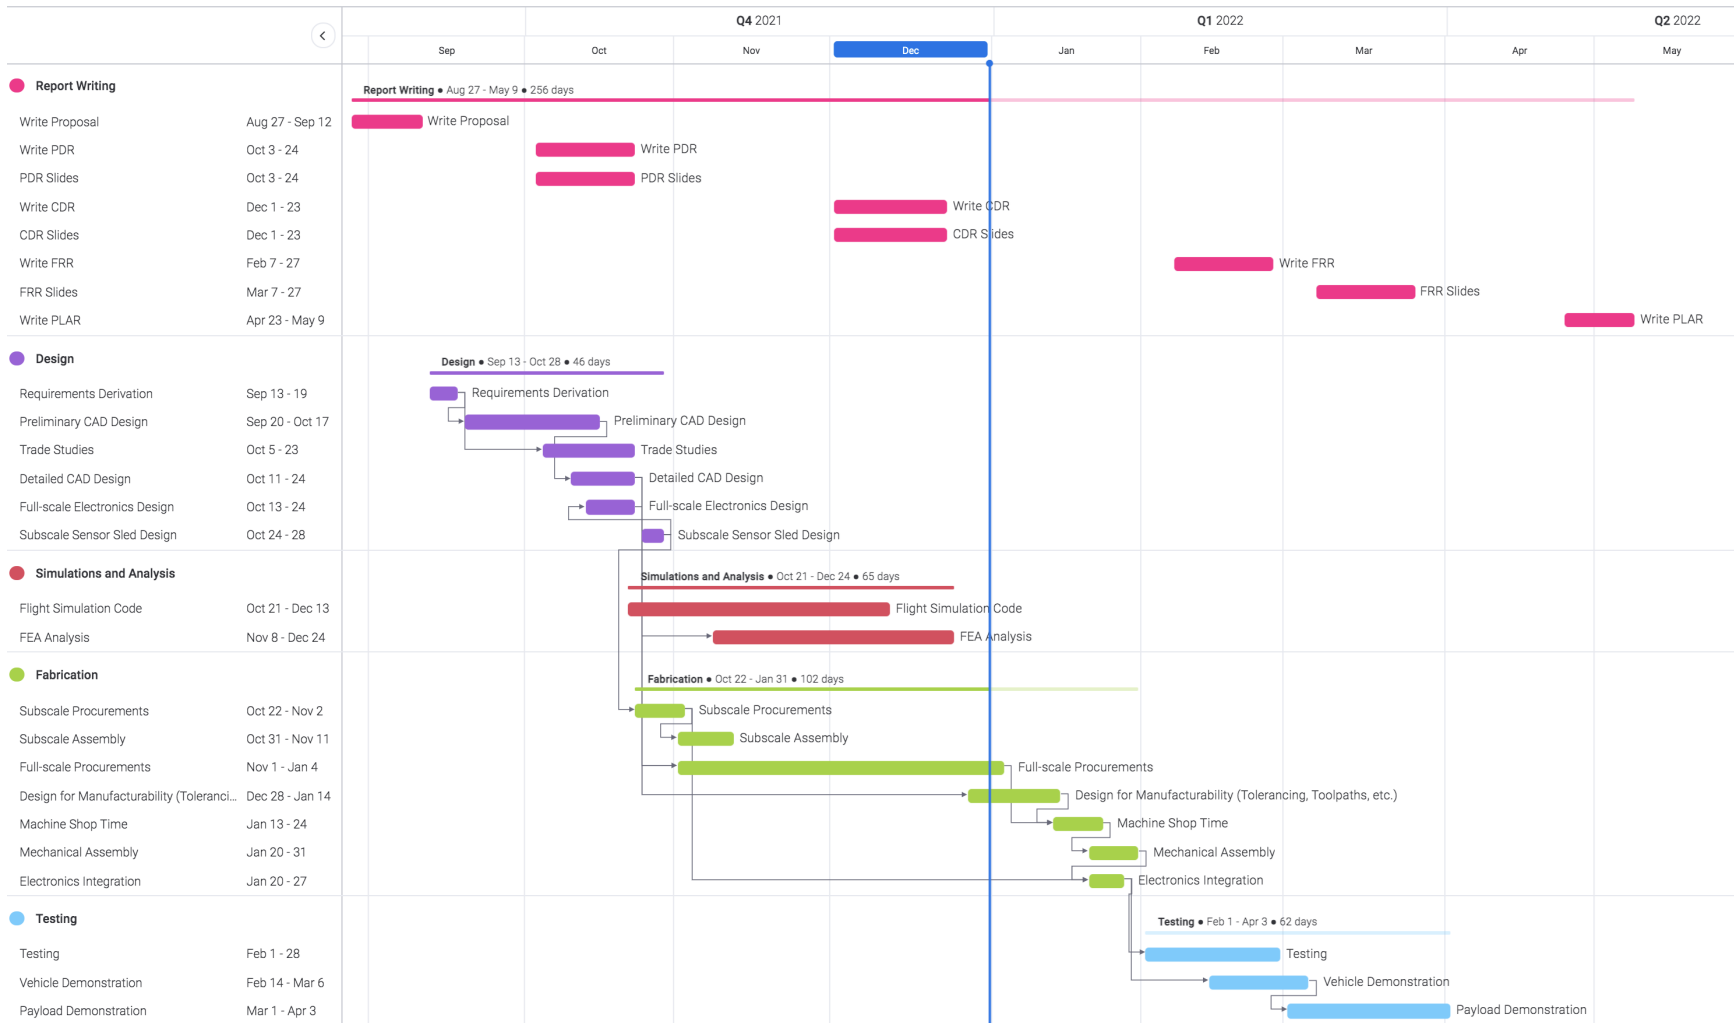 Q4 2021
Q1 2022
Q2 2022
Sep
Oct
Nov
Dec
Jan
Feb
Mar
Apr
May
Report Writing
Report Writing • Aug 27 - May 9 • 256 days
Write Proposal Aug 27 - Sep 12 Write Proposal
Write PDR Oct 3 - 24 Write PDR
PDR Slides Oct 3 - 24 PDR Slides
Write CDR Dec 1 - 23 Write CDR
CDR Slides Dec 1 - 23 CDR Slides
Write FRR Feb 7 - 27 Write FRR
FRR Slides Mar 7 - 27 FRR Slides
Write PLAR Apr 23 - May 9 Write PLAR
Design
Design • Sep 13 - Oct 28 • 46 days
Requirements Derivation Sep 13 - 19 Requirements Derivation
Preliminary CAD Design Sep 20 - Oct 17 Preliminary CAD Design
Trade Studies Oct 5 - 23 Trade Studies
Detailed CAD Design Oct 11 - 24 Detailed CAD Design
Full-scale Electronics Design Oct 13 - 24 Full-scale Electronics Design
Subscale Sensor Sled Design Oct 24 - 28 Subscale Sensor Sled Design
Simulations and Analysis
Simulations and Analysis • Oct 21 - Dec 24 • 65 days
Flight Simulation Code Oct 21 - Dec 13 Flight Simulation Code
FEA Analysis Nov 8 - Dec 24 FEA Analysis
Fabrication
Fabrication • Oct 22 - Jan 31 • 102 days
Subscale Procurements Oct 22 - Nov 2 Subscale Procurements
Subscale Assembly Oct 31 - Nov 11 Subscale Assembly
Full-scale Procurements Nov 1 - Jan 4 Full-scale Procurements
Design for Manufacturability (Toleranci... Dec 28 - Jan 14 Design for Manufacturability (Tolerancing, Toolpaths, etc.)
Machine Shop Time Jan 13 - 24 Machine Shop Time
Mechanical Assembly Jan 20 - 31 Mechanical Assembly
Electronics Integration Jan 20 - 27 Electronics Integration
Testing
Testing • Feb 1 - Apr 3 • 62 days
Testing Feb 1 - 28 Testing
Vehicle Demonstration Feb 14 - Mar 6 Vehicle Demonstration
Payload Demonstration Mar 1 - Apr 3 Payload Demonstration